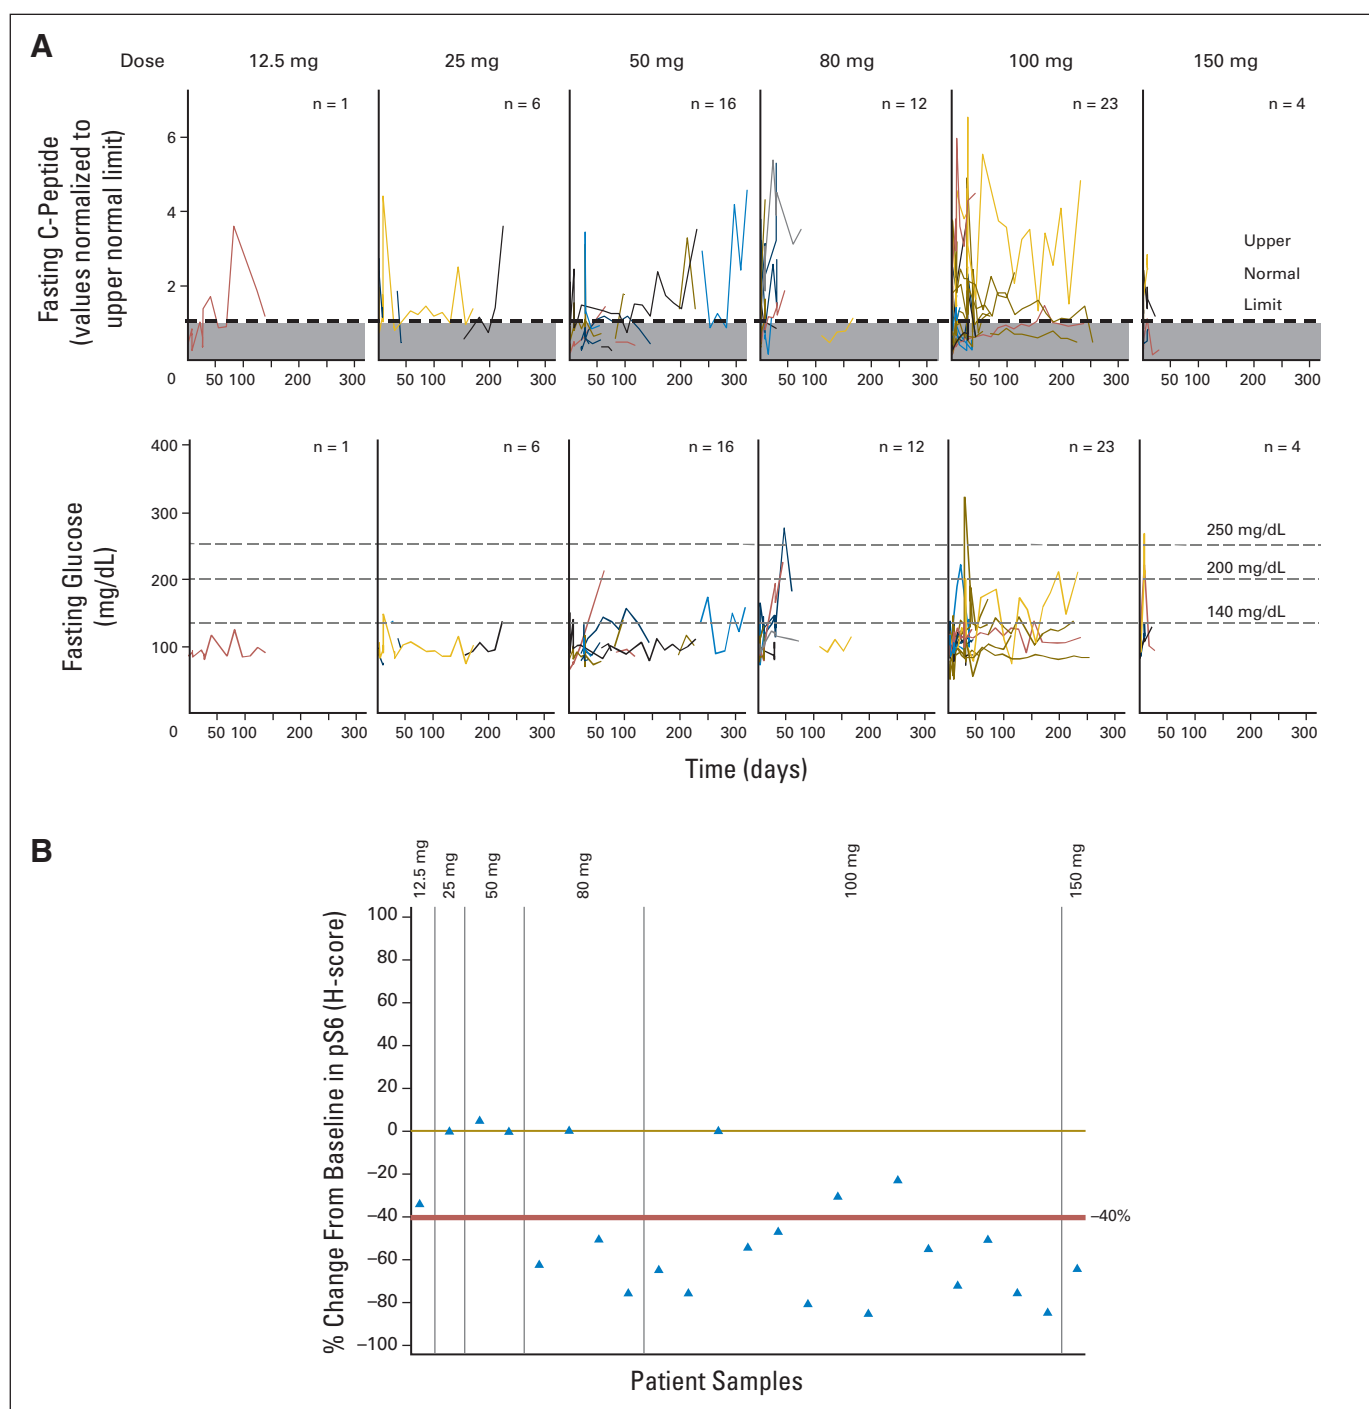 A
Dose 12.5 mg 25 mg 50 mg 80 mg 100 mg 150 mg
Fasting C-Peptide
(values normalized to
upper normal limit)
n = 1 n = 6 n = 16 n = 12 n = 23 n = 4
6
4
2
0
Upper
Normal
Limit
50 100 200 300 50 100 200 300 50 100 200 300 50 100 200 300 50 100 200 300 50 100 200 300
Fasting Glucose
(mg/dL)
n = 1 n = 6 n = 16 n = 12 n = 23 n = 4
400
300
200
100
0
250 mg/dL
200 mg/dL
140 mg/dL
50 100 200 300 50 100 200 300 50 100 200 300 50 100 200 300 50 100 200 300 50 100 200 300
Time (days)
B
12.5 mg 25 mg 50 mg 80 mg 100 mg 150 mg
% Change From Baseline in pS6 (H-score)
100
80
60
40
20
0
–20
–40
–60
–80
–100
–40%
Patient Samples